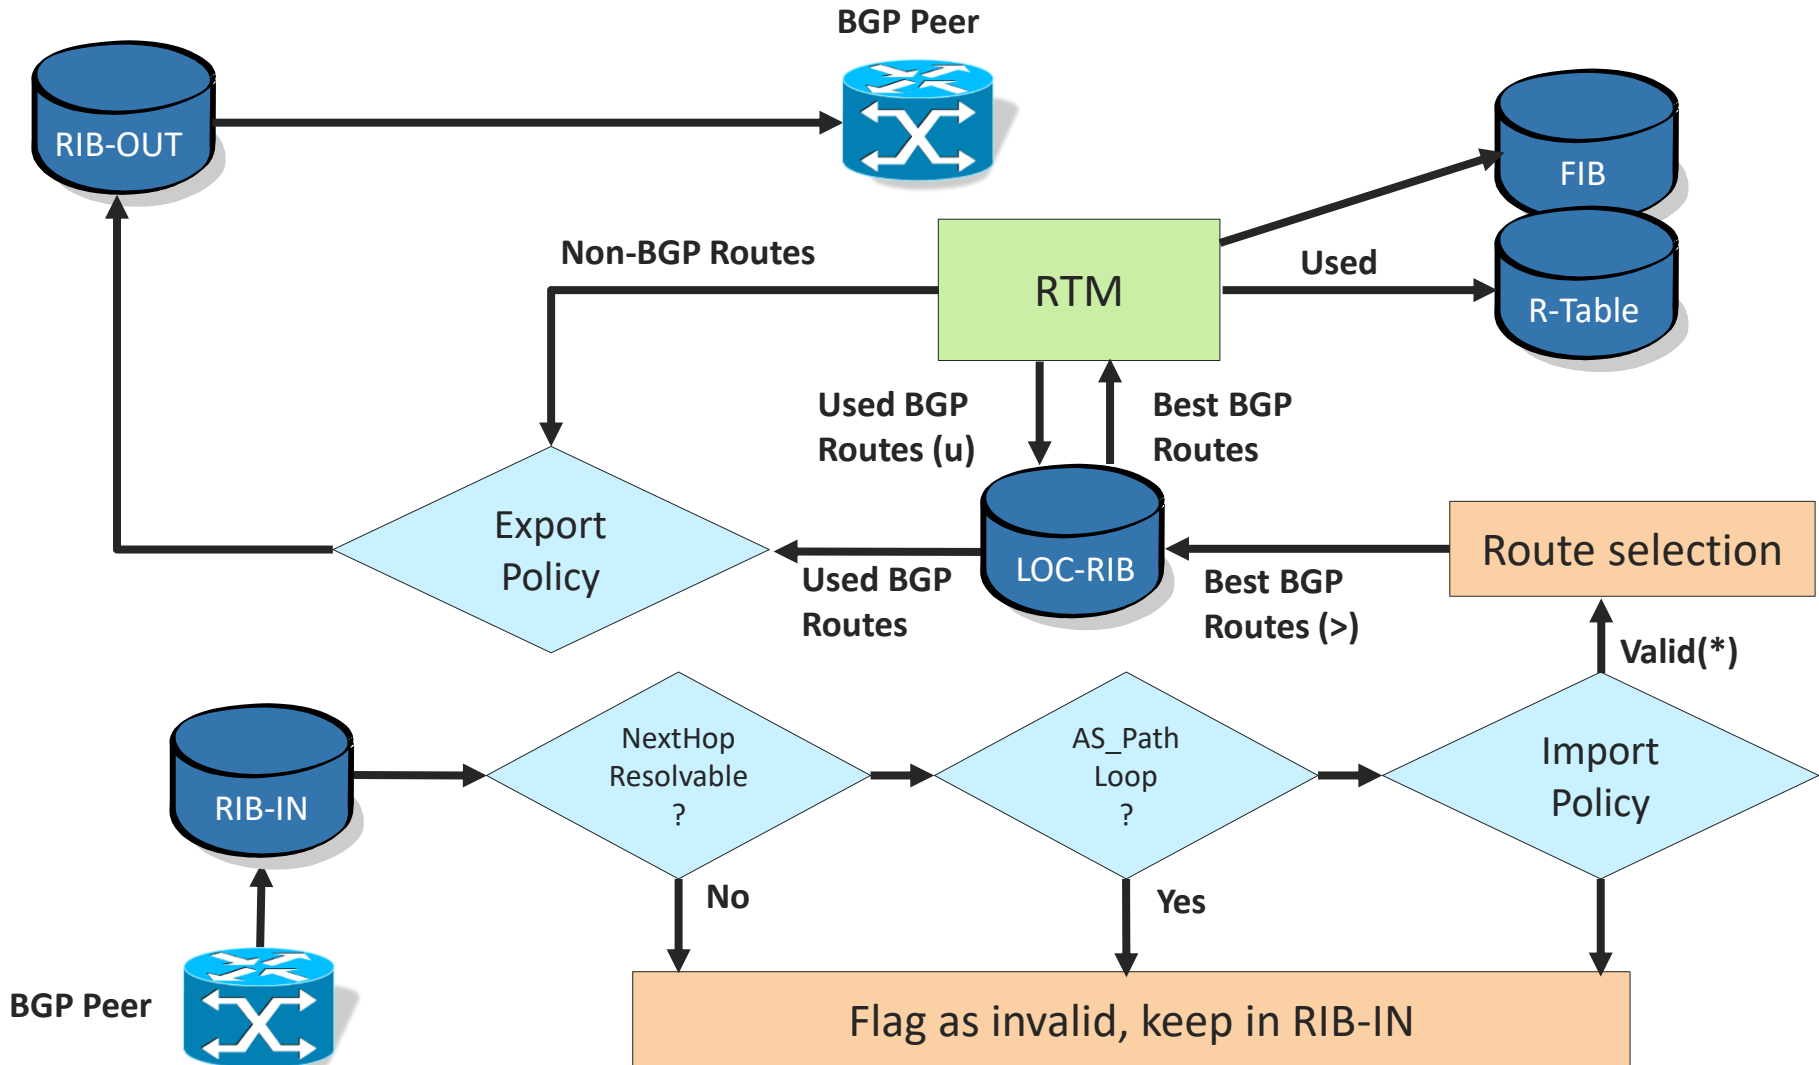 BGP Peer
RIB-OUT
FIB
Non-BGP Routes
RTM
Used
R-Table
Used BGP
Routes (u)
Best BGP
Routes
Export
Policy
Used BGP
Routes
LOC-RIB
Best BGP
Routes (>)
Route selection
Valid(*)
RIB-IN
NextHop
Resolvable
?
AS_Path
Loop
?
Import
Policy
No
Yes
BGP Peer
Flag as invalid, keep in RIB-IN